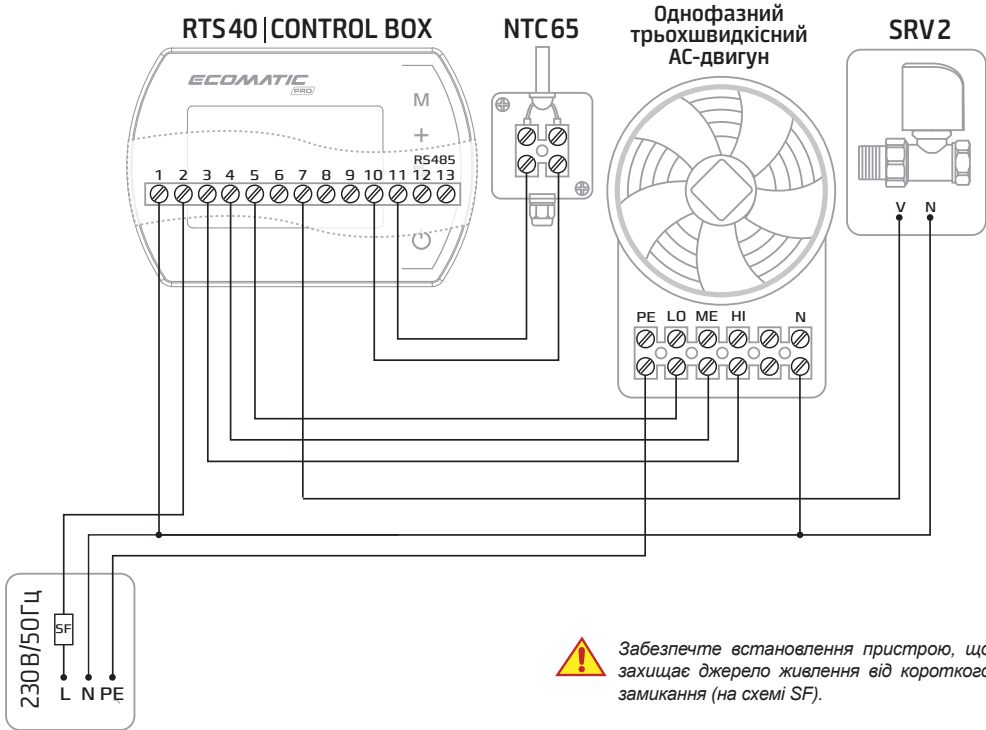 RTS40|CONTROL BOX
NTC65
Однофазний
трьохшвидкісний
АС-двигун
SRV2
ECOMATIC
PRO
M
+
RS485
1 2 3 4 5 6 7 8 9 10 11 12 13
V N
PE LO ME HI N
230В/50Гц
SF
L N PE
Забезпечте встановлення пристрою, що
захищає джерело живлення від короткого
замикання (на схемі SF).